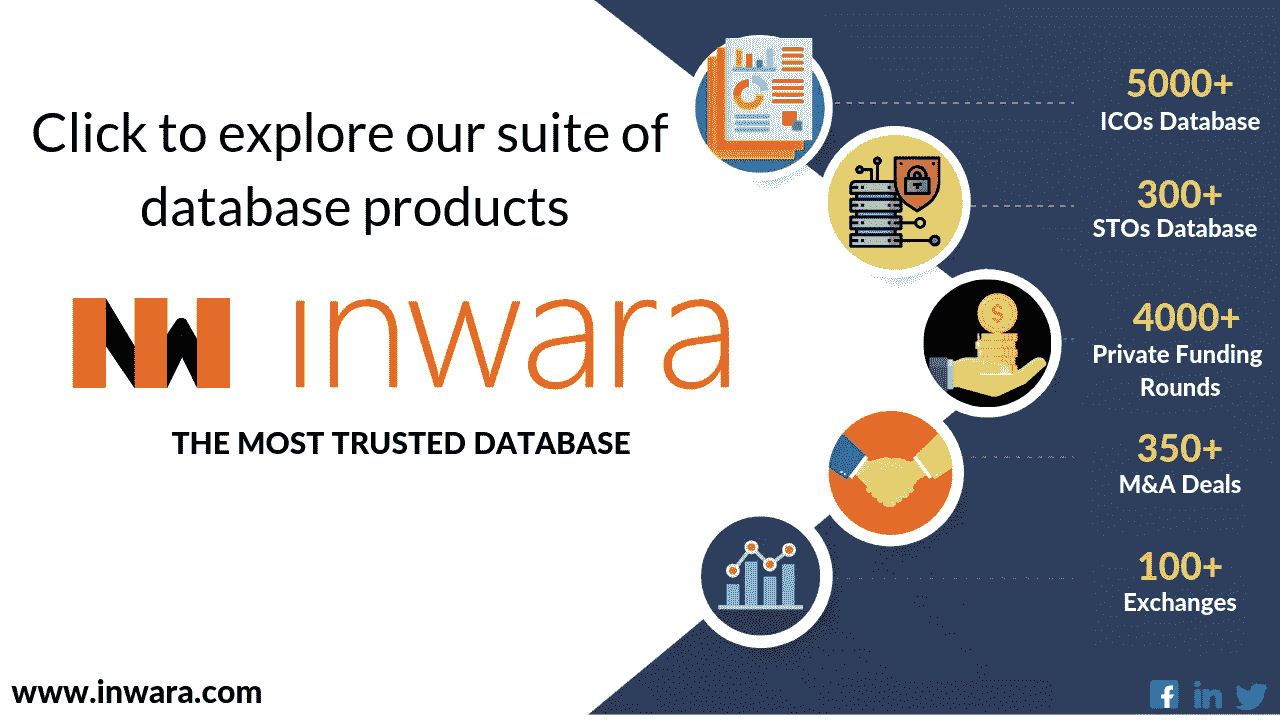 Click to explore our suite of
database products
inwara
THE MOST TRUSTED DATABASE
www.inwara.com
5000+
ICOs Database
300+
STOs Database
4000+
Private Funding
Rounds
350+
M&A Deals
100+
Exchanges